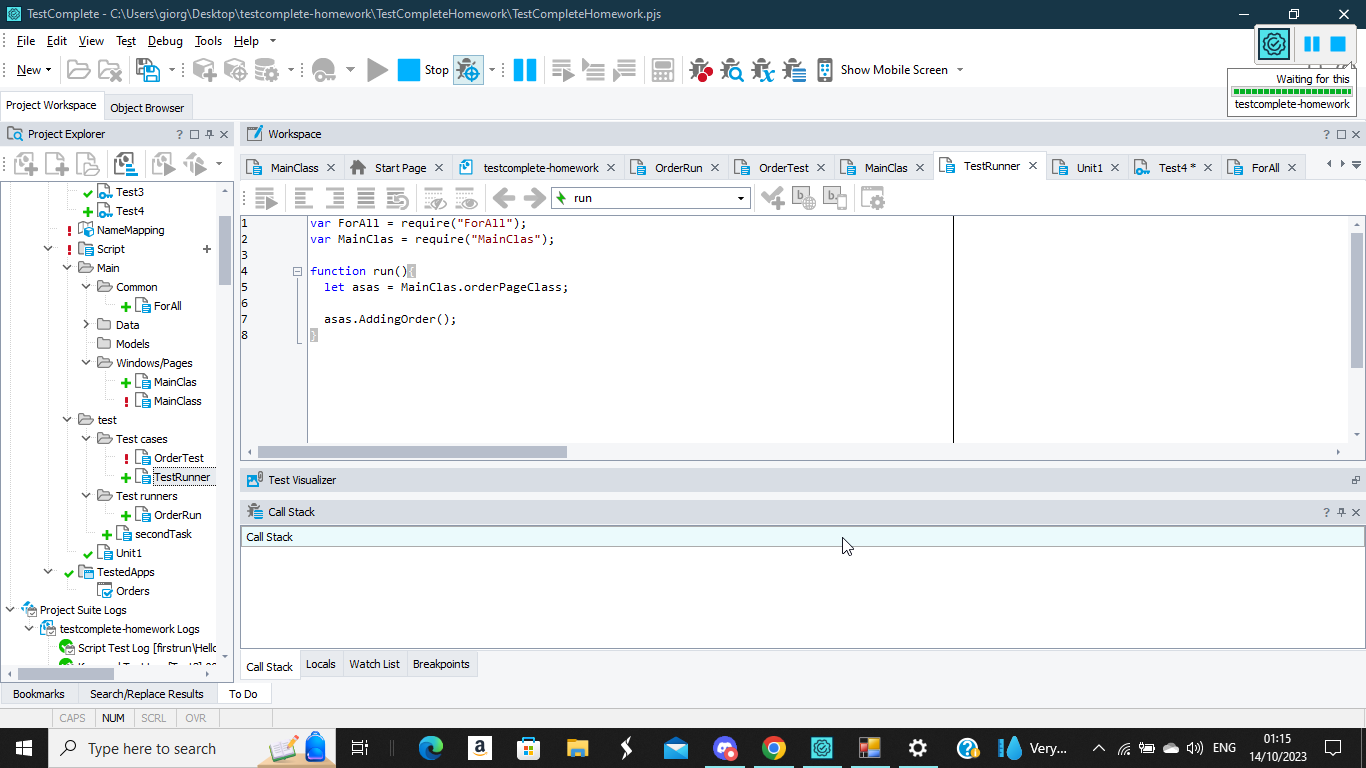 TestComplete - C:\Users\giorg\Desktop\testcomplete-homework\TestCompleteHomework\TestCompleteHomework.pjs
File Edit View Test Debug Tools Help
New Stop Show Mobile Screen
Waiting for this
testcomplete-homework
Project Workspace Object Browser
Project Explorer ?
Workspace ?
MainClass Start Page testcomplete-homework OrderRun OrderTest MainClas TestRunner Unit1 Test4 * ForAll
run
Test3
Test4
NameMapping
Script
Main
Common
ForAll
Data
Models
Windows/Pages
MainClas
MainClass
test
Test cases
OrderTest
TestRunner
Test runners
OrderRun
secondTask
Unit1
TestedApps
Orders
Project Suite Logs
testcomplete-homework Logs
Script Test Log [firstrun\Hello
1 var ForAll = require("ForAll");
2 var MainClas = require("MainClas");
3
4 function run(){
5 let asas = MainClas.orderPageClass;
6
7 asas.AddingOrder();
8 }
Test Visualizer
Call Stack ?
Call Stack
Call Stack Locals Watch List Breakpoints
Bookmarks Search/Replace Results To Do
CAPS NUM SCRL OVR
Type here to search
Very...
ENG
01:15
14/10/2023